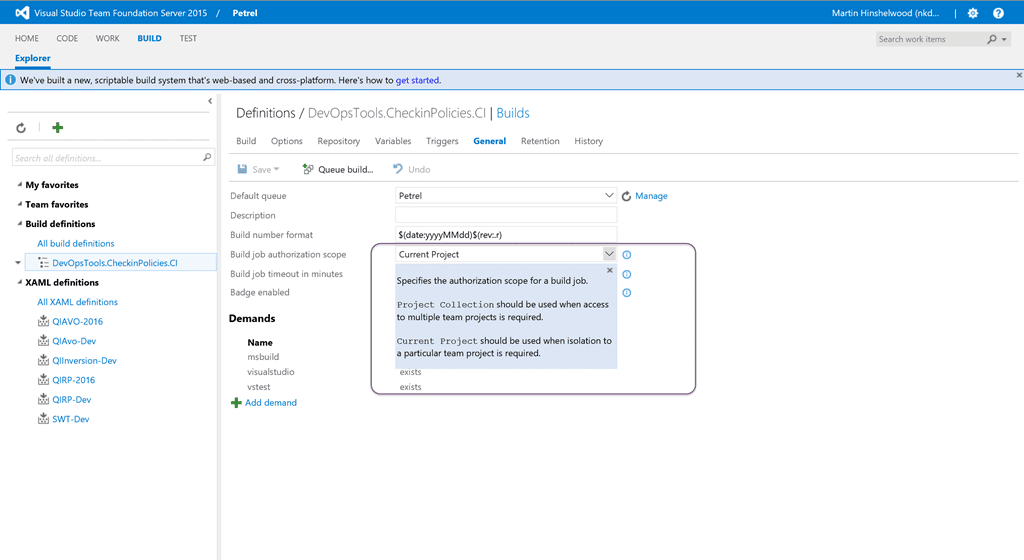 Visual Studio Team Foundation Server 2015 / Petrel
Martin Hinshelwood (nkd... |
HOME CODE WORK BUILD TEST
Search work items
Explorer
We've built a new, scriptable build system that's web-based and cross-platform. Here's how to get started.
Search all definitions...
My favorites
Team favorites
Build definitions
All build definitions
DevOpsTools.CheckinPolicies.CI
XAML definitions
All XAML definitions
QIAVO-2016
QIAvo-Dev
QIInversion-Dev
QIRP-2016
QIRP-Dev
SWT-Dev
Definitions / DevOpsTools.CheckinPolicies.CI | Builds
Build Options Repository Variables Triggers General Retention History
Save Queue build... Undo
Default queue Petrel Manage
Description
Build number format $(date:yyyyMMdd)$(rev:.r)
Build job authorization scope Current Project
Build job timeout in minutes
Badge enabled
Specifies the authorization scope for a build job.
Project Collection should be used when access
to multiple team projects is required.
Current Project should be used when isolation to
a particular team project is required.
Demands
Name
msbuild
visualstudio exists
vstest exists
Add demand